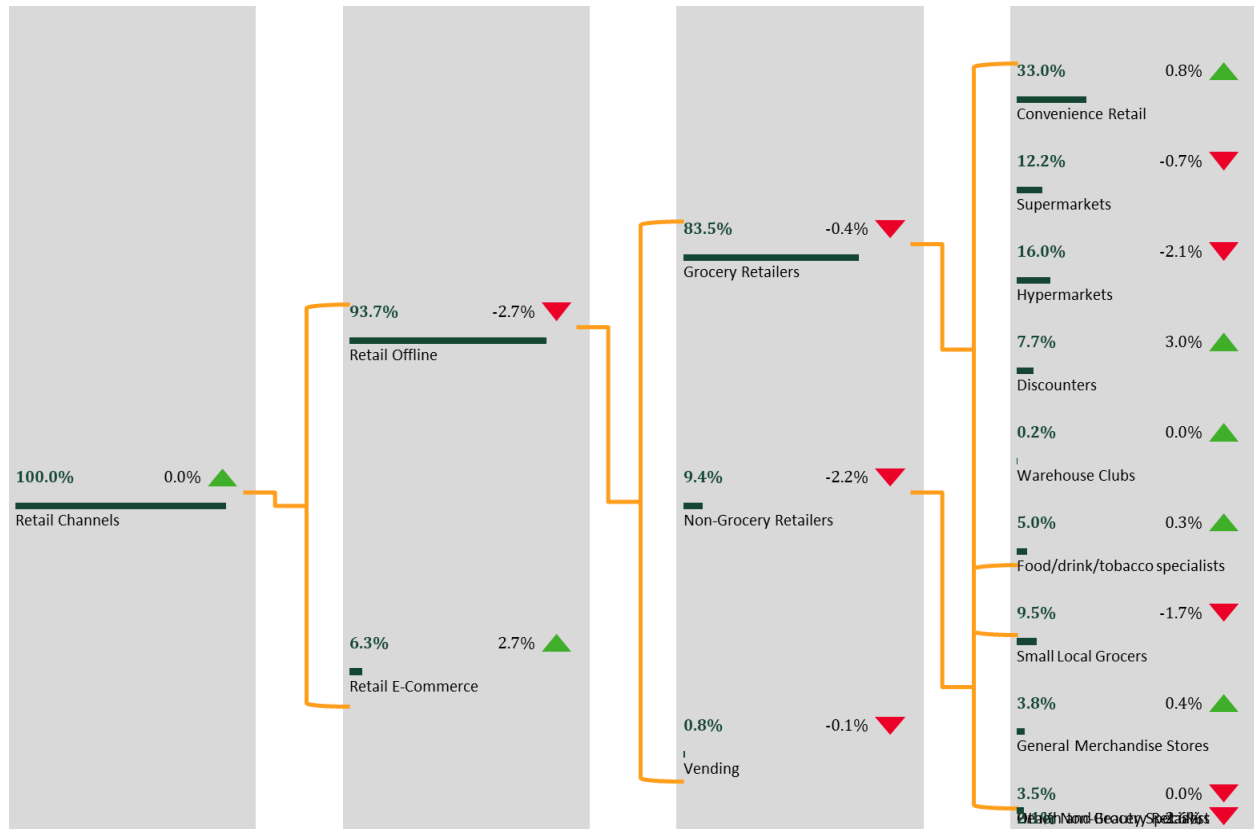 100.0% 0.0%
Retail Channels
93.7% -2.7%
Retail Offline
6.3% 2.7%
Retail E-Commerce
83.5% -0.4%
Grocery Retailers
9.4% -2.2%
Non-Grocery Retailers
0.8% -0.1%
Vending
33.0% 0.8%
Convenience Retail
12.2% -0.7%
Supermarkets
16.0% -2.1%
Hypermarkets
7.7% 3.0%
Discounters
0.2% 0.0%
Warehouse Clubs
5.0% 0.3%
Food/drink/tobacco specialists
9.5% -1.7%
Small Local Grocers
3.8% 0.4%
General Merchandise Stores
3.5% 0.0%